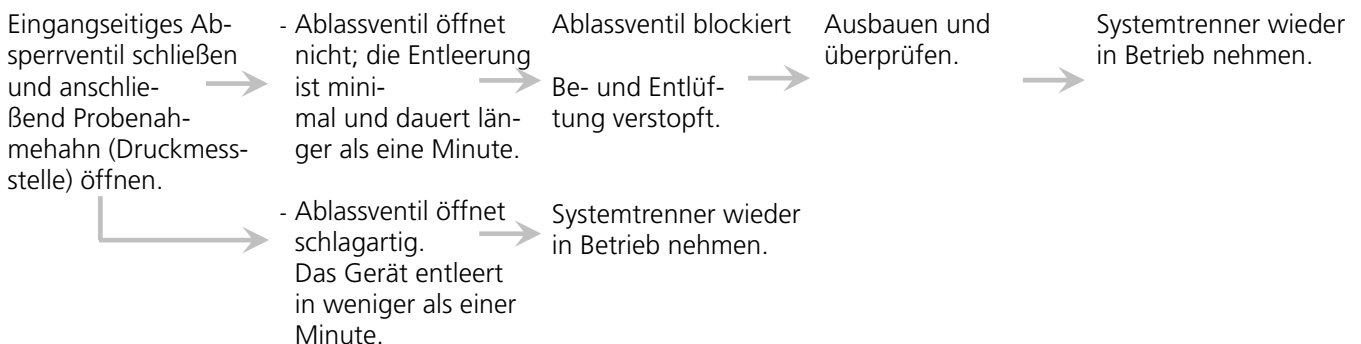 Eingangseitiges Ab-
sperrventil schließen
und anschlie-
ßend Probenah-
mehahn (Druckmess-
stelle) öffnen.
- Ablassventil öffnet
nicht; die Entleerung
ist mini-
mal und dauert län-
ger als eine Minute.
Ablassventil blockiert
Be- und Entlüf-
tung verstopft.
Ausbauen und
überprüfen.
Systemtrenner wieder
in Betrieb nehmen.
- Ablassventil öffnet
schlagartig.
Das Gerät entleert
in weniger als einer
Minute.
Systemtrenner wieder
in Betrieb nehmen.